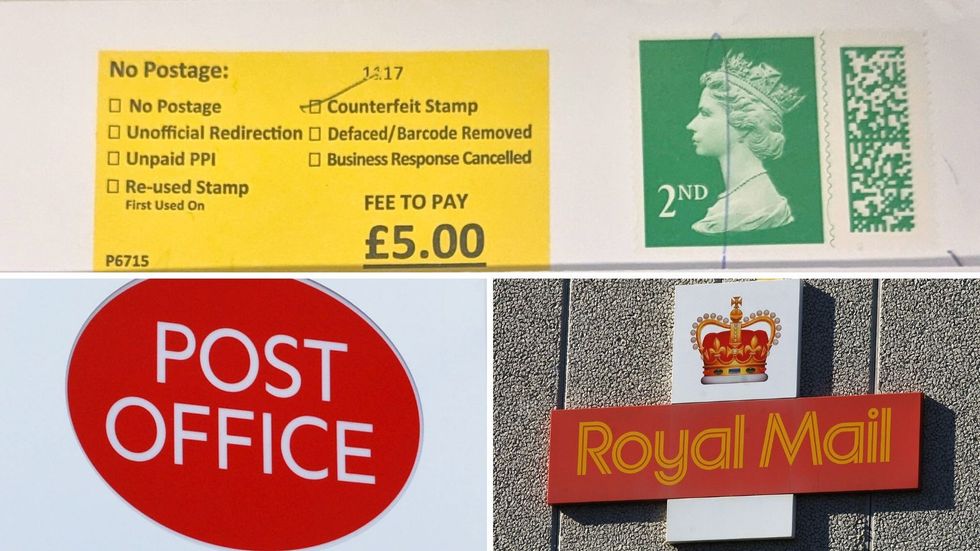 No Postage: 1117
☐ No Postage ☐ Counterfeit Stamp
☐ Unofficial Redirection ☐ Defaced/Barcode Removed
☐ Unpaid PPI ☐ Business Response Cancelled
☐ Re-used Stamp
First Used On
FEE TO PAY
£5.00
P6715
2ND
POST
OFFICE
Royal Mail